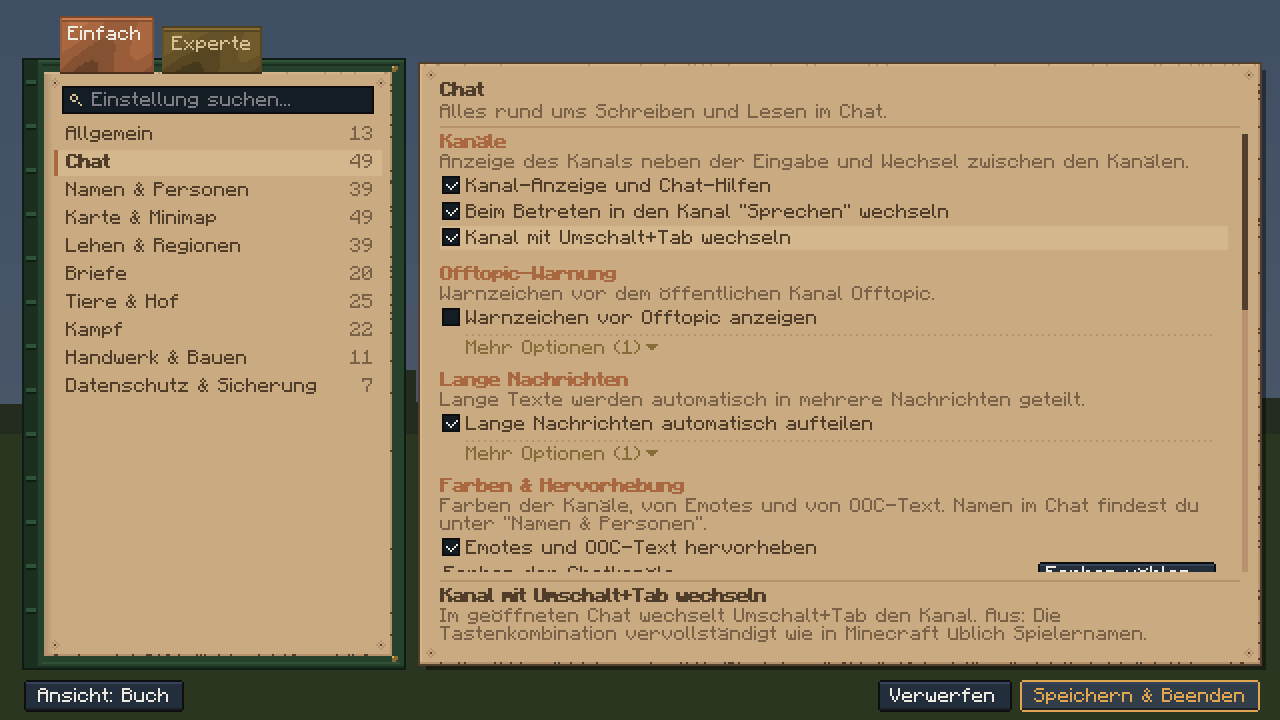 Einfach
Experte
Einstellung suchen...
Allgemein 13
Chat 49
Namen & Personen 39
Karte & Minimap 49
Lehen & Regionen 39
Briefe 20
Tiere & Hof 25
Kampf 22
Handwerk & Bauen 11
Datenschutz & Sicherung 7
Chat
Alles rund ums Schreiben und Lesen im Chat.
Kanäle
Anzeige des Kanals neben der Eingabe und Wechsel zwischen den Kanälen.
Kanal-Anzeige und Chat-Hilfen
Beim Betreten in den Kanal "Sprechen" wechseln
Kanal mit Umschalt+Tab wechseln
Offtopic-Warnung
Warnzeichen vor dem öffentlichen Kanal Offtopic.
Warnzeichen vor Offtopic anzeigen
Mehr Optionen (1)
Lange Nachrichten
Lange Texte werden automatisch in mehrere Nachrichten geteilt.
Lange Nachrichten automatisch aufteilen
Mehr Optionen (1)
Farben & Hervorhebung
Farben der Kanäle, von Emotes und von OOC-Text. Namen im Chat findest du
unter "Namen & Personen".
Emotes und OOC-Text hervorheben
Farben der Chatkanäle Farben wählen...
Kanal mit Umschalt+Tab wechseln
Im geöffneten Chat wechselt Umschalt+Tab den Kanal. Aus: Die
Tastenkombination vervollständigt wie in Minecraft üblich Spielernamen.
Ansicht: Buch
Verwerfen
Speichern & Beenden